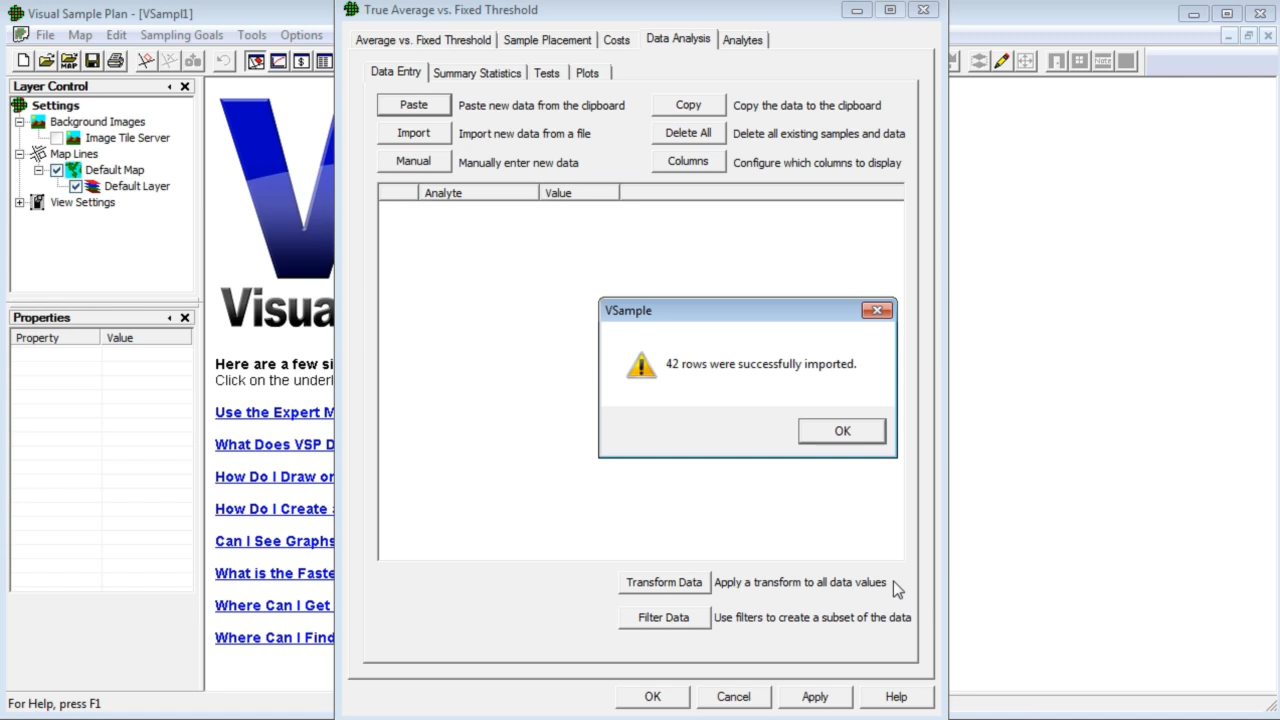 Visual Sample Plan - [VSampl1]
File Map Edit Sampling Goals Tools Options
Layer Control
Settings
Background Images
Image Tile Server
Map Lines
Default Map
Default Layer
View Settings
Properties
Property Value
Visua
Here are a few si
Click on the underl
Use the Expert M
What Does VSP D
How Do I Draw or
How Do I Create
Can I See Graphs
What is the Faste
Where Can I Get
Where Can I Find
For Help, press F1
True Average vs. Fixed Threshold
Average vs. Fixed Threshold Sample Placement Costs Data Analysis Analytes
Data Entry Summary Statistics Tests Plots
Paste Paste new data from the clipboard Copy Copy the data to the clipboard
Import Import new data from a file Delete All Delete all existing samples and data
Manual Manually enter new data Columns Configure which columns to display
Analyte Value
VSample
42 rows were successfully imported.
OK
Transform Data Apply a transform to all data values
Filter Data Use filters to create a subset of the data
OK Cancel Apply Help